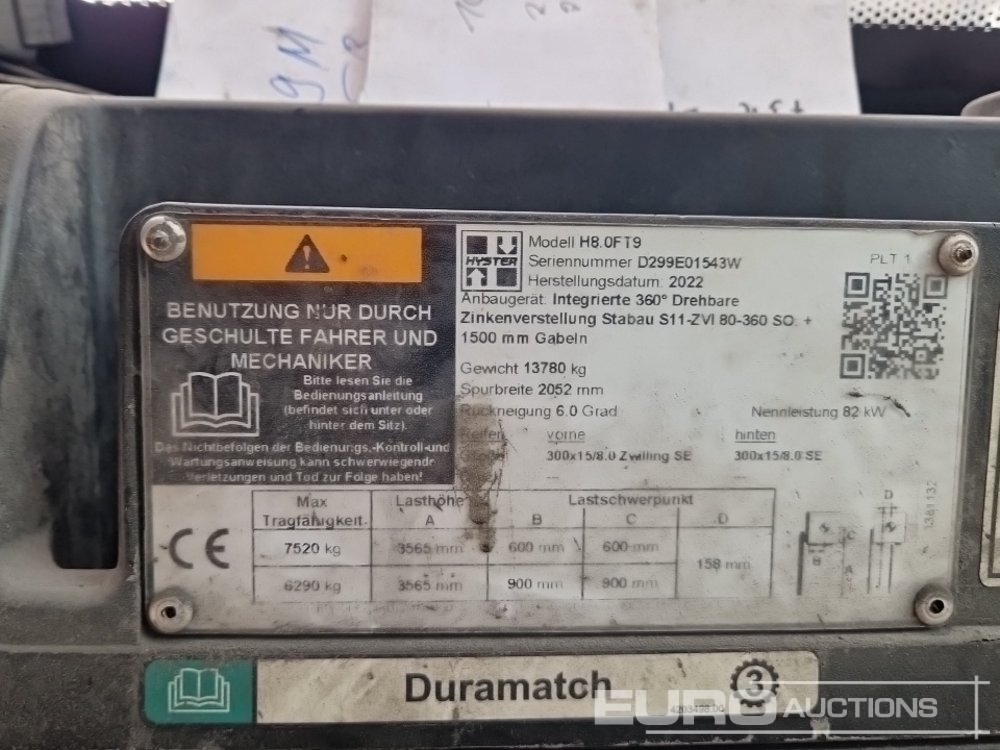 9 M
BENUTZUNG NUR DURCH
GESCHULTE FAHRER UND
MECHANIKER
Bitte lesen Sie die
Bedienungsanleitung
(befindet sich unter oder
hinter dem Sitz).
Das Nichtbefolgen der Bedienungs,-Kontroll-und
Wartungsanweisung kann schwerwiegende
Verletzungen und Tod zur Folge haben!
HYSTER
Modell H8.0FT9
Seriennummer D299E01543W
Herstellungsdatum. 2022
Anbaugerät. Integrierte 360° Drehbare
Zinkenverstellung Stabau S11-ZVI 80-360 SO. +
1500 mm Gabeln
PLT 1
Gewicht 13780 kg
Spurbreite 2052 mm
Rückneigung 6.0 Grad
Nennleistung 82 kW
Reifen vorne hinten
Größe 300x15/8.0 Zwilling SE 300x15/8.0 SE
Max Tragfähigkeit Lasthöhe A Lastschwerpunkt B C D
7520 kg 3565 mm 600 mm 600 mm 158 mm
6290 kg 3565 mm 900 mm 900 mm
CE
D
C
A
B
Duramatch
3
4203498.00
EURO AUCTIONS